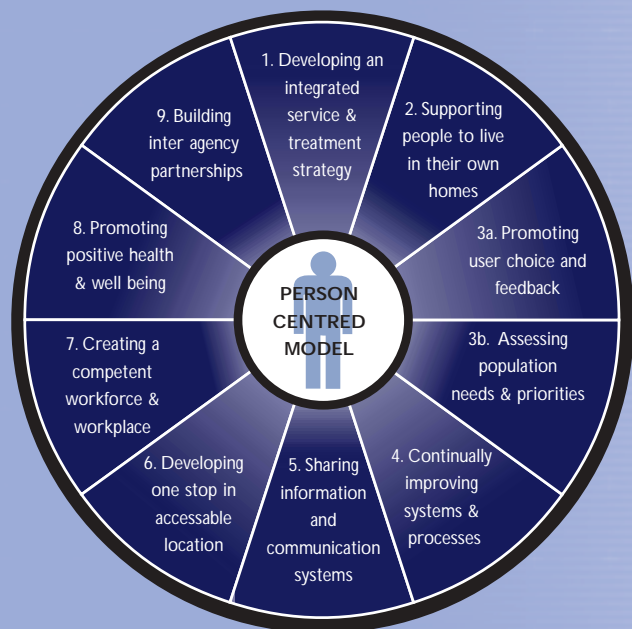 1. Developing an
integrated
service &
treatment
strategy
2. Supporting
people to live
in their own
homes
3a. Promoting
user choice and
feedback
3b. Assessing
population
needs & priorities
4. Continually
improving
systems &
processes
5. Sharing
information
and
communication
systems
6. Developing
one stop in
accessable
location
7. Creating a
competent
workforce &
workplace
8. Promoting
positive health
& well being
9. Building
inter agency
partnerships
PERSON
CENTRED
MODEL